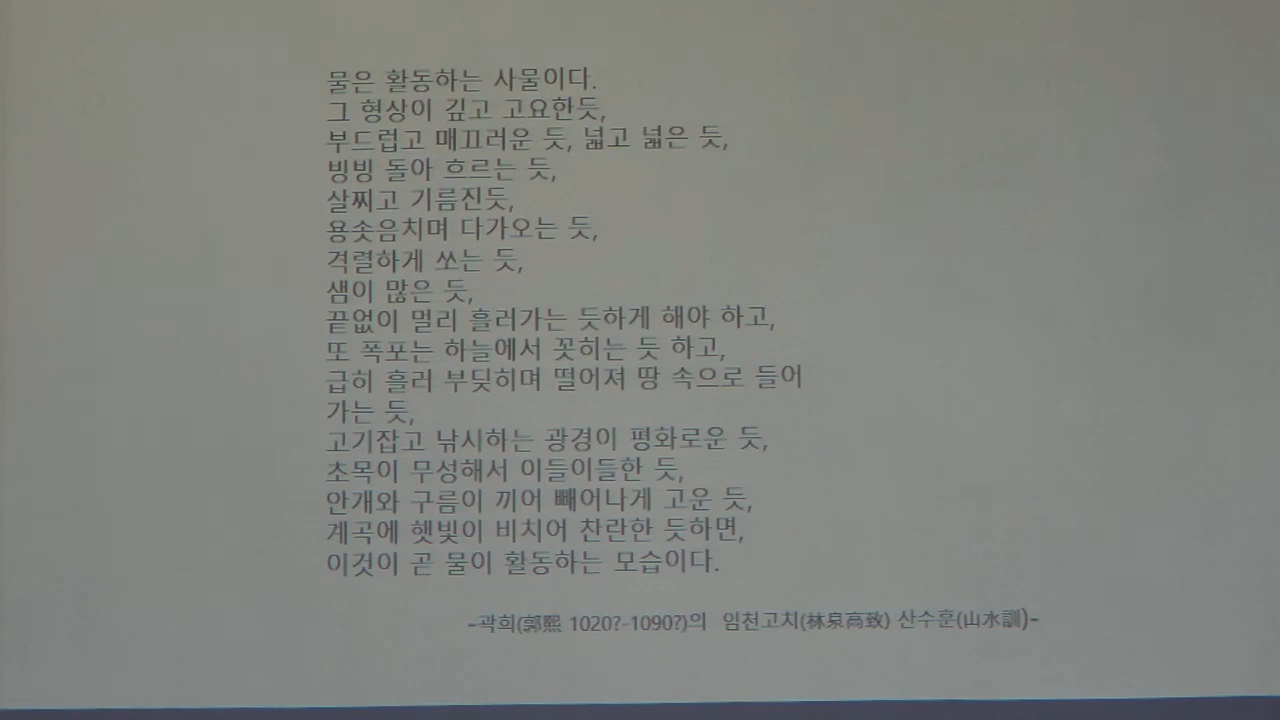 물은 활동하는 사물이다.
그 형상이 깊고 고요한듯,
부드럽고 매끄러운 듯, 넓고 넓은 듯,
빙빙 돌아 흐르는 듯,
살찌고 기름진듯,
용솟음치며 다가오는 듯,
격렬하게 쏘는 듯,
샘이 많은 듯,
끝없이 멀리 흘러가는 듯하게 해야 하고,
또 폭포는 하늘에서 꽂히는 듯 하고,
급히 흘러 부딪히며 떨어져 땅 속으로 들어
가는 듯,
고기잡고 낚시하는 광경이 평화로운 듯,
초목이 무성해서 이들이들한 듯,
안개와 구름이 끼어 빼어나게 고운 듯,
계곡에 햇빛이 비치어 찬란한 듯하면,
이것이 곧 물이 활동하는 모습이다.
-곽희(郭熙 1020?-1090?)의 임천고치(林泉高致) 산수훈(山水訓)-